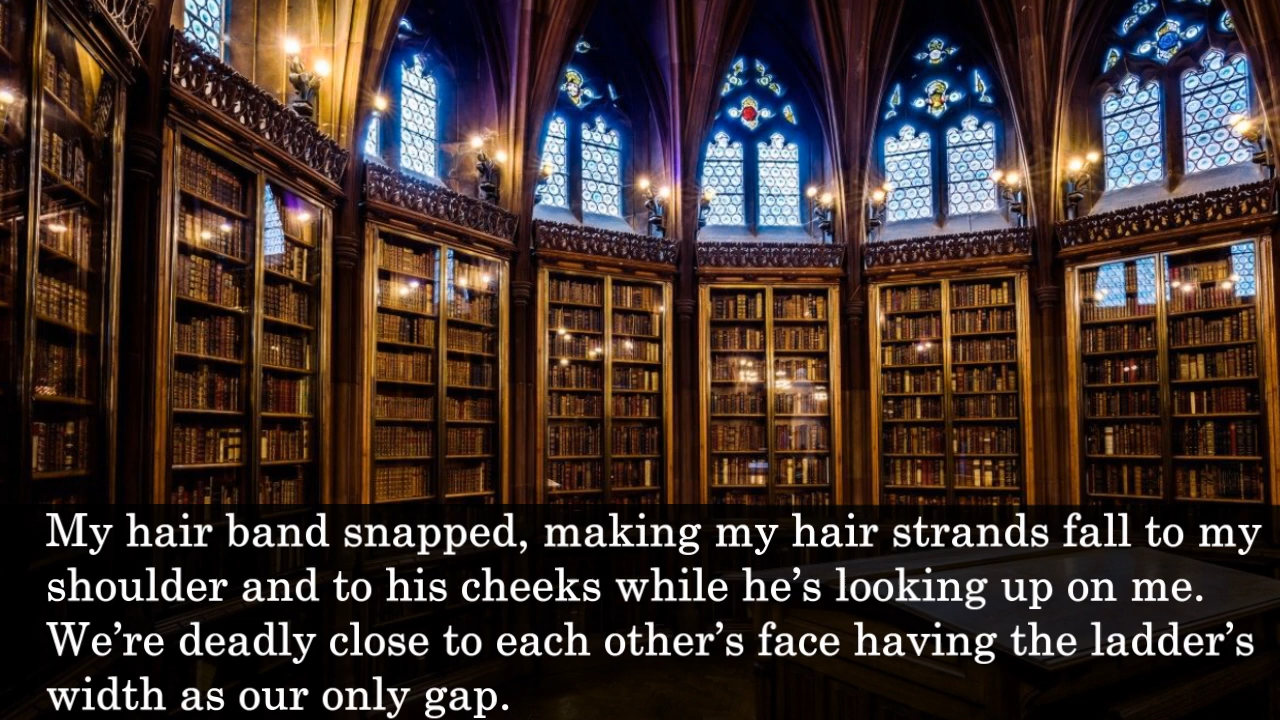 My hair band snapped, making my hair strands fall to my
shoulder and to his cheeks while he’s looking up on me.
We’re deadly close to each other’s face having the ladder’s
width as our only gap.